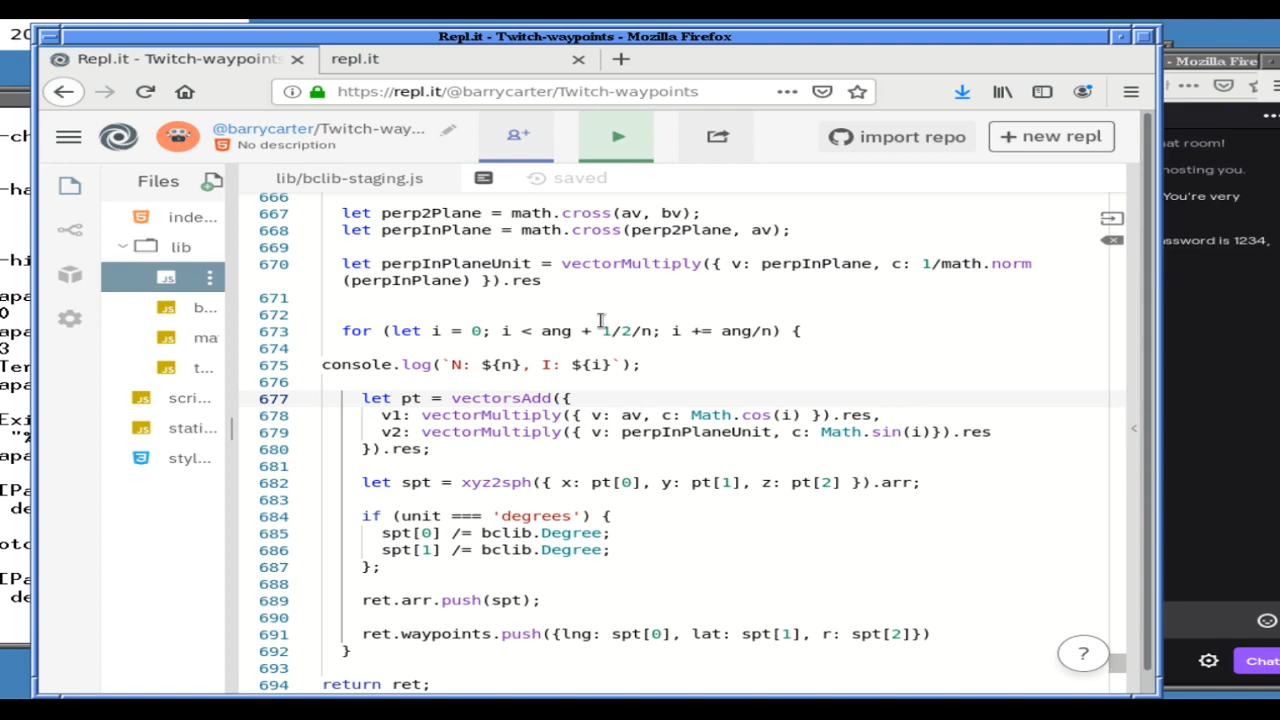 20
Repl.it - Twitch-waypoints - Mozilla Firefox
- Mozilla Fire
Repl.it - Twitch-waypoints
repl.it
https://repl.it/@barrycarter/Twitch-waypoints
@barrycarter/Twitch-way...
No description
import repo
+ new repl
at room!
osting you.
You're very
ssword is 1234,
Files
lib/bclib-staging.js
saved
inde...
lib
b...
ma
t...
scri...
stati...
styl...
666
667 let perp2Plane = math.cross(av, bv);
668 let perpInPlane = math.cross(perp2Plane, av);
669
670 let perpInPlaneUnit = vectorMultiply({ v: perpInPlane, c: 1/math.norm
(perpInPlane) }).res
671
672
673 for (let i = 0; i < ang + 1/2/n; i += ang/n) {
674
675 console.log(`N: ${n}, I: ${i}`);
676
677 let pt = vectorsAdd({
678 v1: vectorMultiply({ v: av, c: Math.cos(i) }).res,
679 v2: vectorMultiply({ v: perpInPlaneUnit, c: Math.sin(i)}).res
680 }).res;
681
682 let spt = xyz2sph({ x: pt[0], y: pt[1], z: pt[2] }).arr;
683
684 if (unit === 'degrees') {
685 spt[0] /= bclib.Degree;
686 spt[1] /= bclib.Degree;
687 };
688
689 ret.arr.push(spt);
690
691 ret.waypoints.push({lng: spt[0], lat: spt[1], r: spt[2]})
692 }
693
694 return ret;
?
Chat